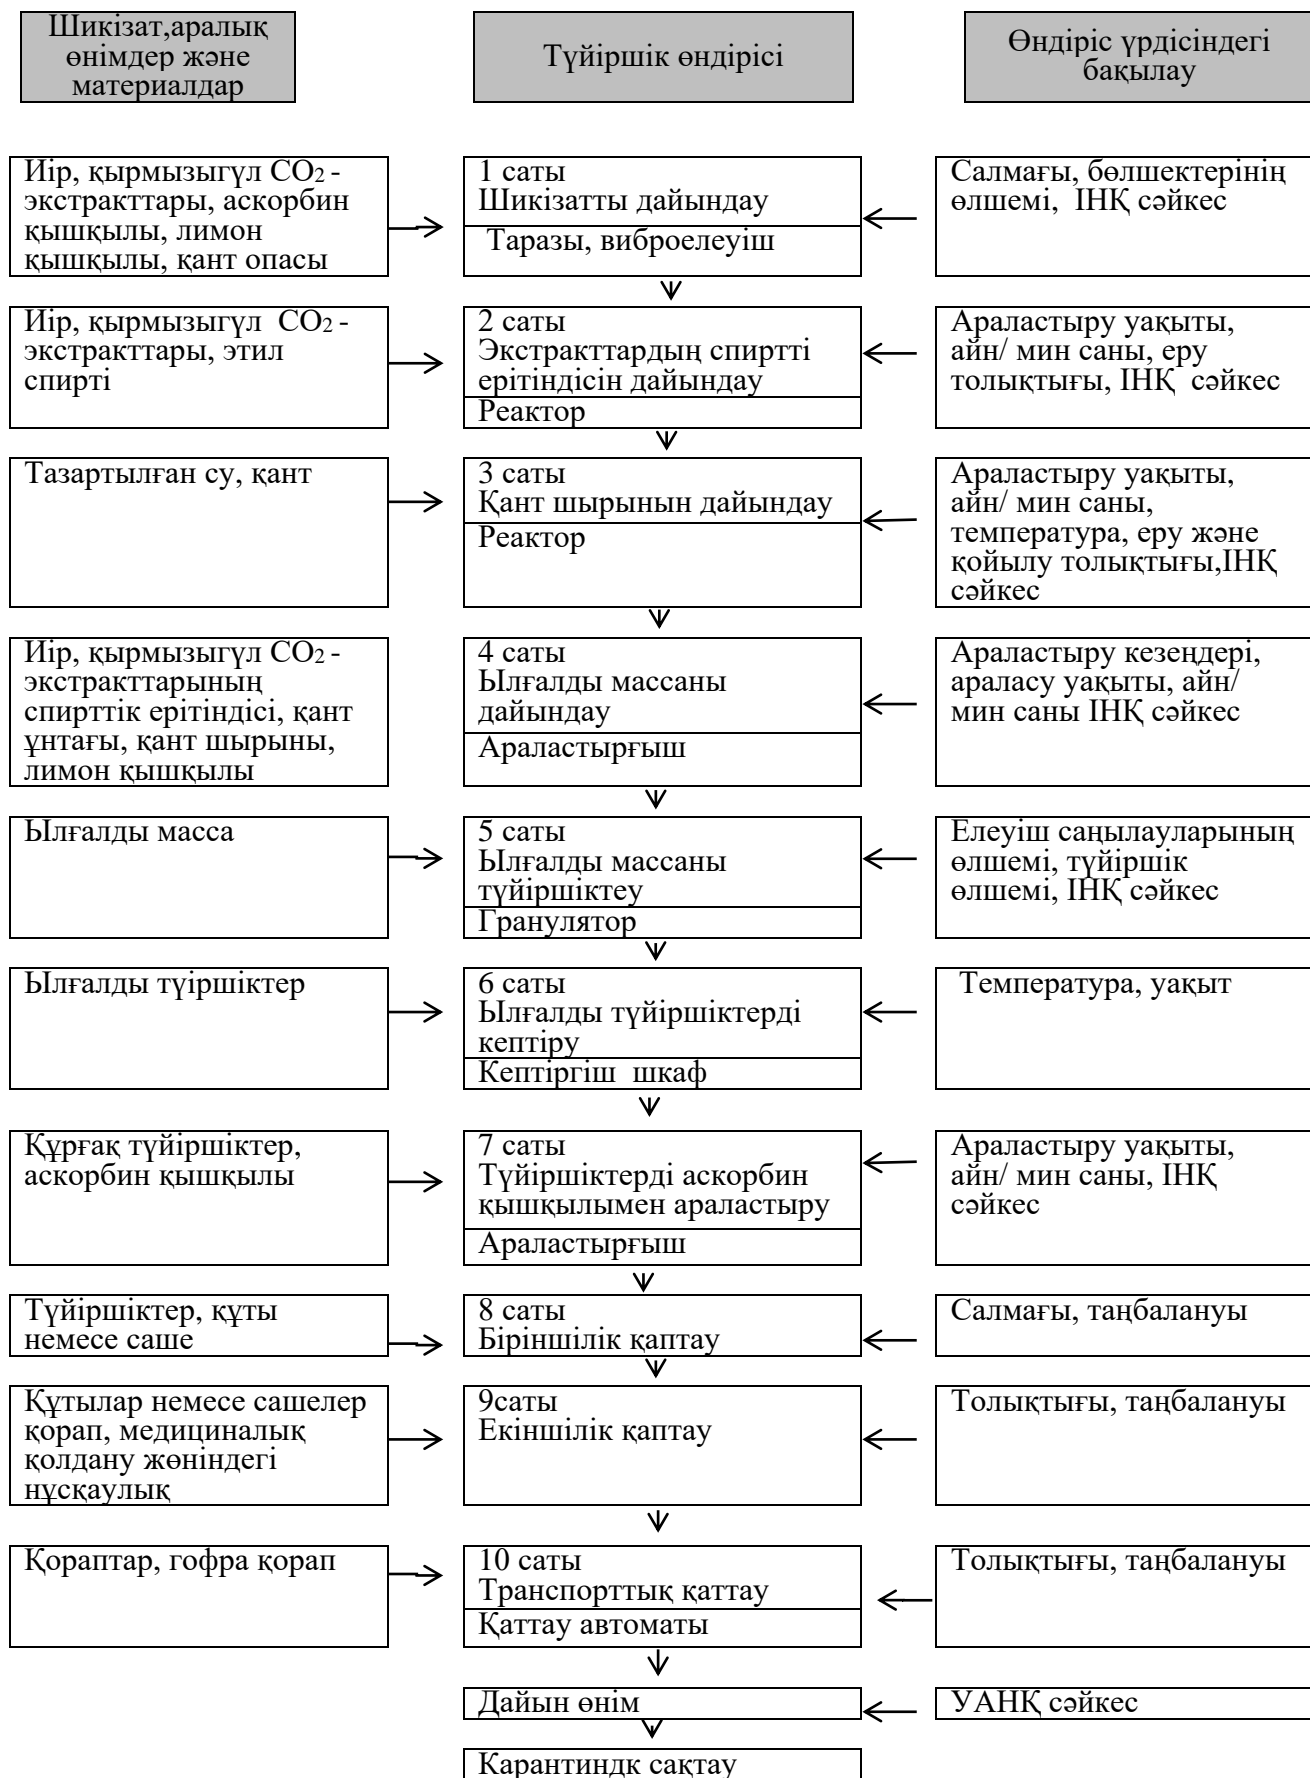 Шикізат,аралық
өнімдер және
материалдар
Түйіршік өндірісі
Өндіріс үрдісіндегі
бақылау
Иір, қырмызыгүл СО2 -
экстракттары, аскорбин
қышқылы, лимон
қышқылы, қант опасы
1 саты
Шикізатты дайындау
Таразы, виброелеуіш
Салмағы, бөлшектерінің
өлшемі, ІНҚ сәйкес
Иір, қырмызыгүл СО2 -
экстракттары, этил
спирті
2 саты
Экстракттардың спиртті
ерітіндісін дайындау
Реактор
Араластыру уақыты,
айн/ мин саны, еру
толықтығы, ІНҚ сәйкес
Тазартылған су, қант
3 саты
Қант шырынын дайындау
Реактор
Араластыру уақыты,
айн/ мин саны,
температура, еру және
қойылу толықтығы,ІНҚ
сәйкес
Иір, қырмызыгүл СО2 -
экстракттарының
спирттік ерітіндісі, қант
ұнтағы, қант шырыны,
лимон қышқылы
4 саты
Ылғалды массаны
дайындау
Араластырғыш
Араластыру кезеңдері,
араласу уақыты, айн/
мин саны ІНҚ сәйкес
Ылғалды масса
5 саты
Ылғалды массаны
түйіршіктеу
Гранулятор
Елеуіш саңылауларының
өлшемі, түйіршік
өлшемі, ІНҚ сәйкес
Ылғалды түіршіктер
6 саты
Ылғалды түйіршіктерді
кептіру
Кептіргіш шкаф
Температура, уақыт
Құрғақ түйіршіктер,
аскорбин қышқылы
7 саты
Түйіршіктерді аскорбин
қышқылымен араластыру
Араластырғыш
Араластыру уақыты,
айн/ мин саны, ІНҚ
сәйкес
Түйіршіктер, құты
немесе саше
8 саты
Біріншілік қаптау
Салмағы, таңбалануы
Құтылар немесе сашелер
қорап, медициналық
қолдану жөніндегі
нұсқаулық
9саты
Екіншілік қаптау
Толықтығы, таңбалануы
Қораптар, гофра қорап
10 саты
Транспорттық қаттау
Қаттау автоматы
Толықтығы, таңбалануы
Дайын өнім
УАНҚ сәйкес
Карантиндк сақтау